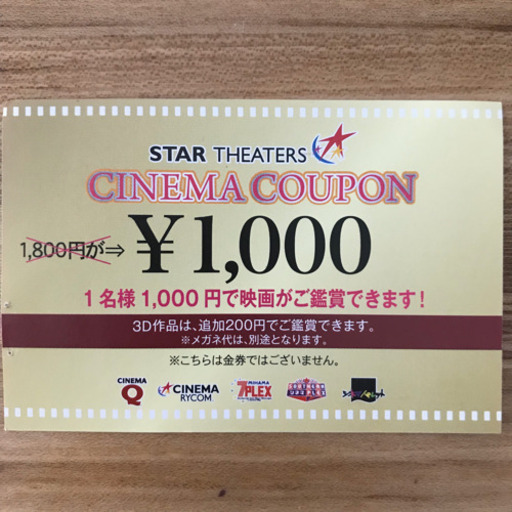 STAR THEATERS
CINEMA COUPON
1,800円が⇒ ¥1,000
1名様1,000円で映画がご鑑賞できます!
3D作品は、追加200円でご鑑賞できます。
※メガネ代は、別途となります。
※こちらは金券ではございません。
CINEMA Q
CINEMA RYCOM
MIHAMA 7PLEX